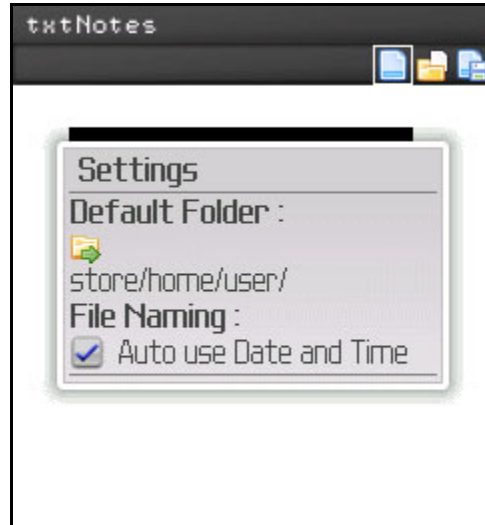 txtNotes
Settings
Default Folder :
store/home/user/
File Naming :
Auto use Date and Time